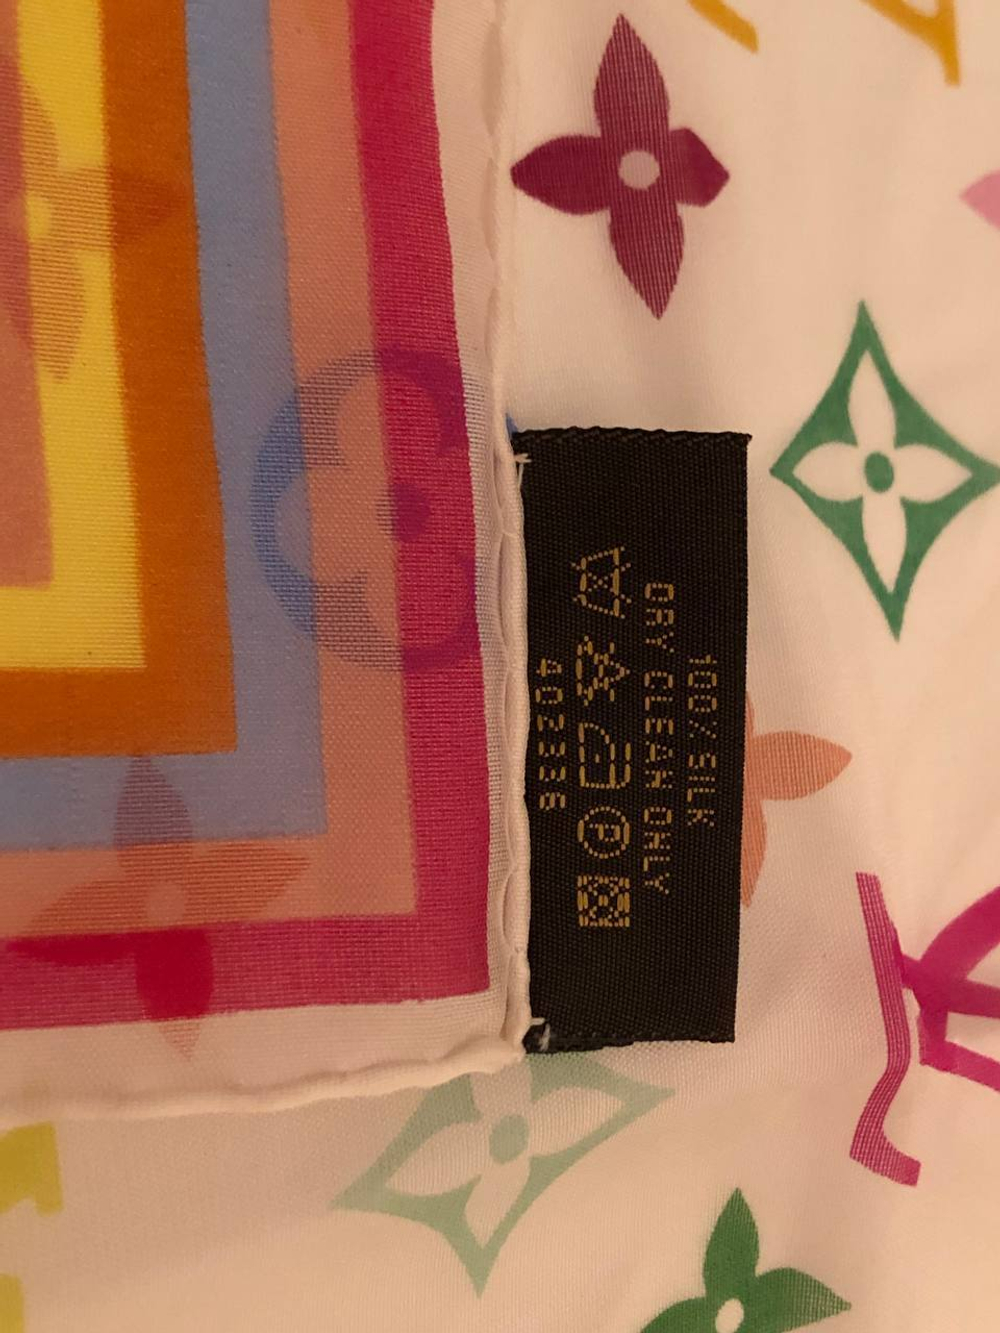 100% SILK
DRY CLEAN ONLY
P
402336